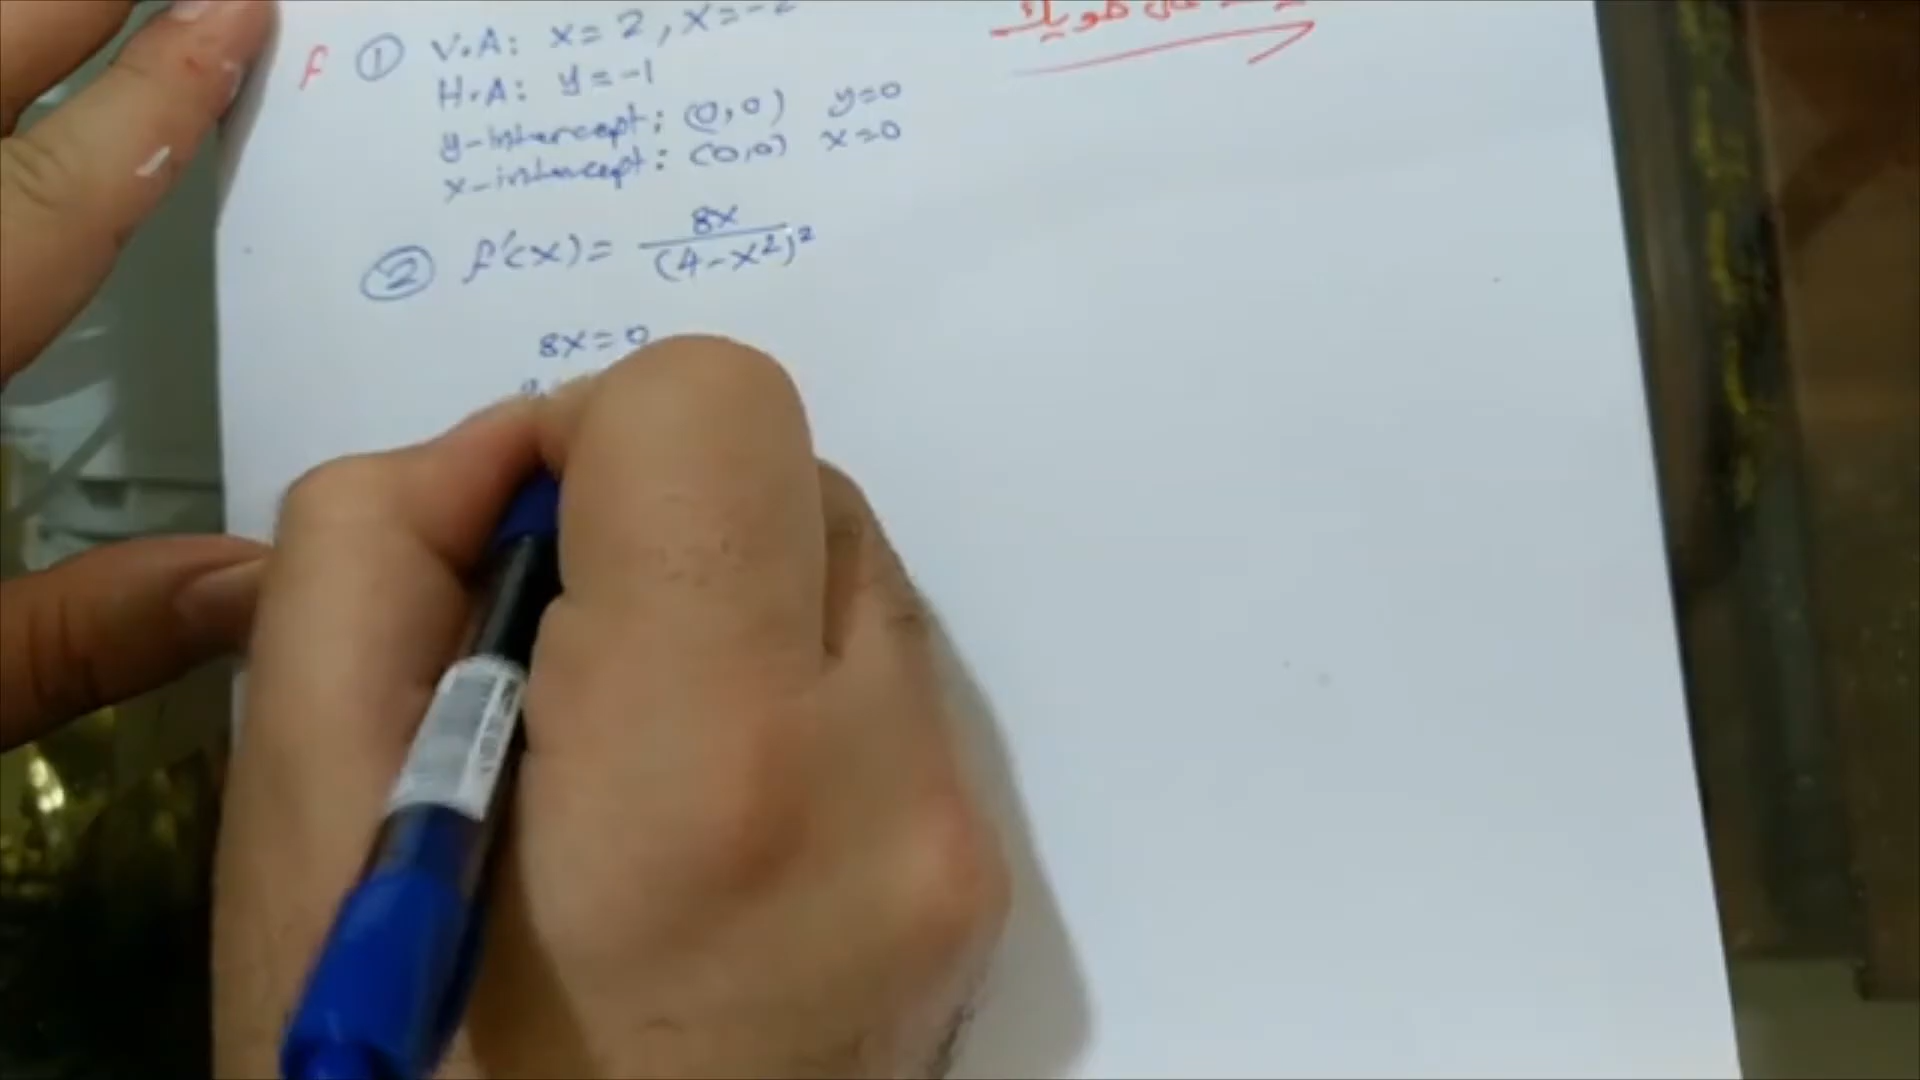 f ① V.A: x = 2, x = -2
H.A: y = -1
y-intercept: (0,0) y=0
x-intercept: (0,0) x=0
② f'(x) = 8x / (4-x²)²
8x = 0